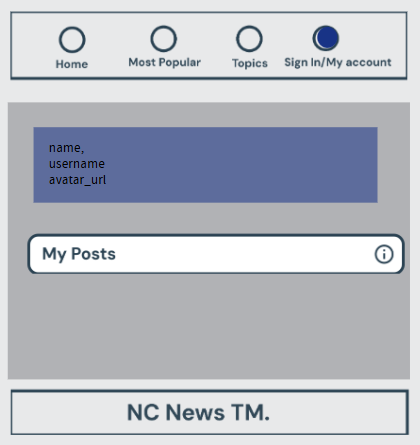 Home
Most Popular
Topics
Sign In/My account
name,
username
avatar_url
My Posts
NC News TM.